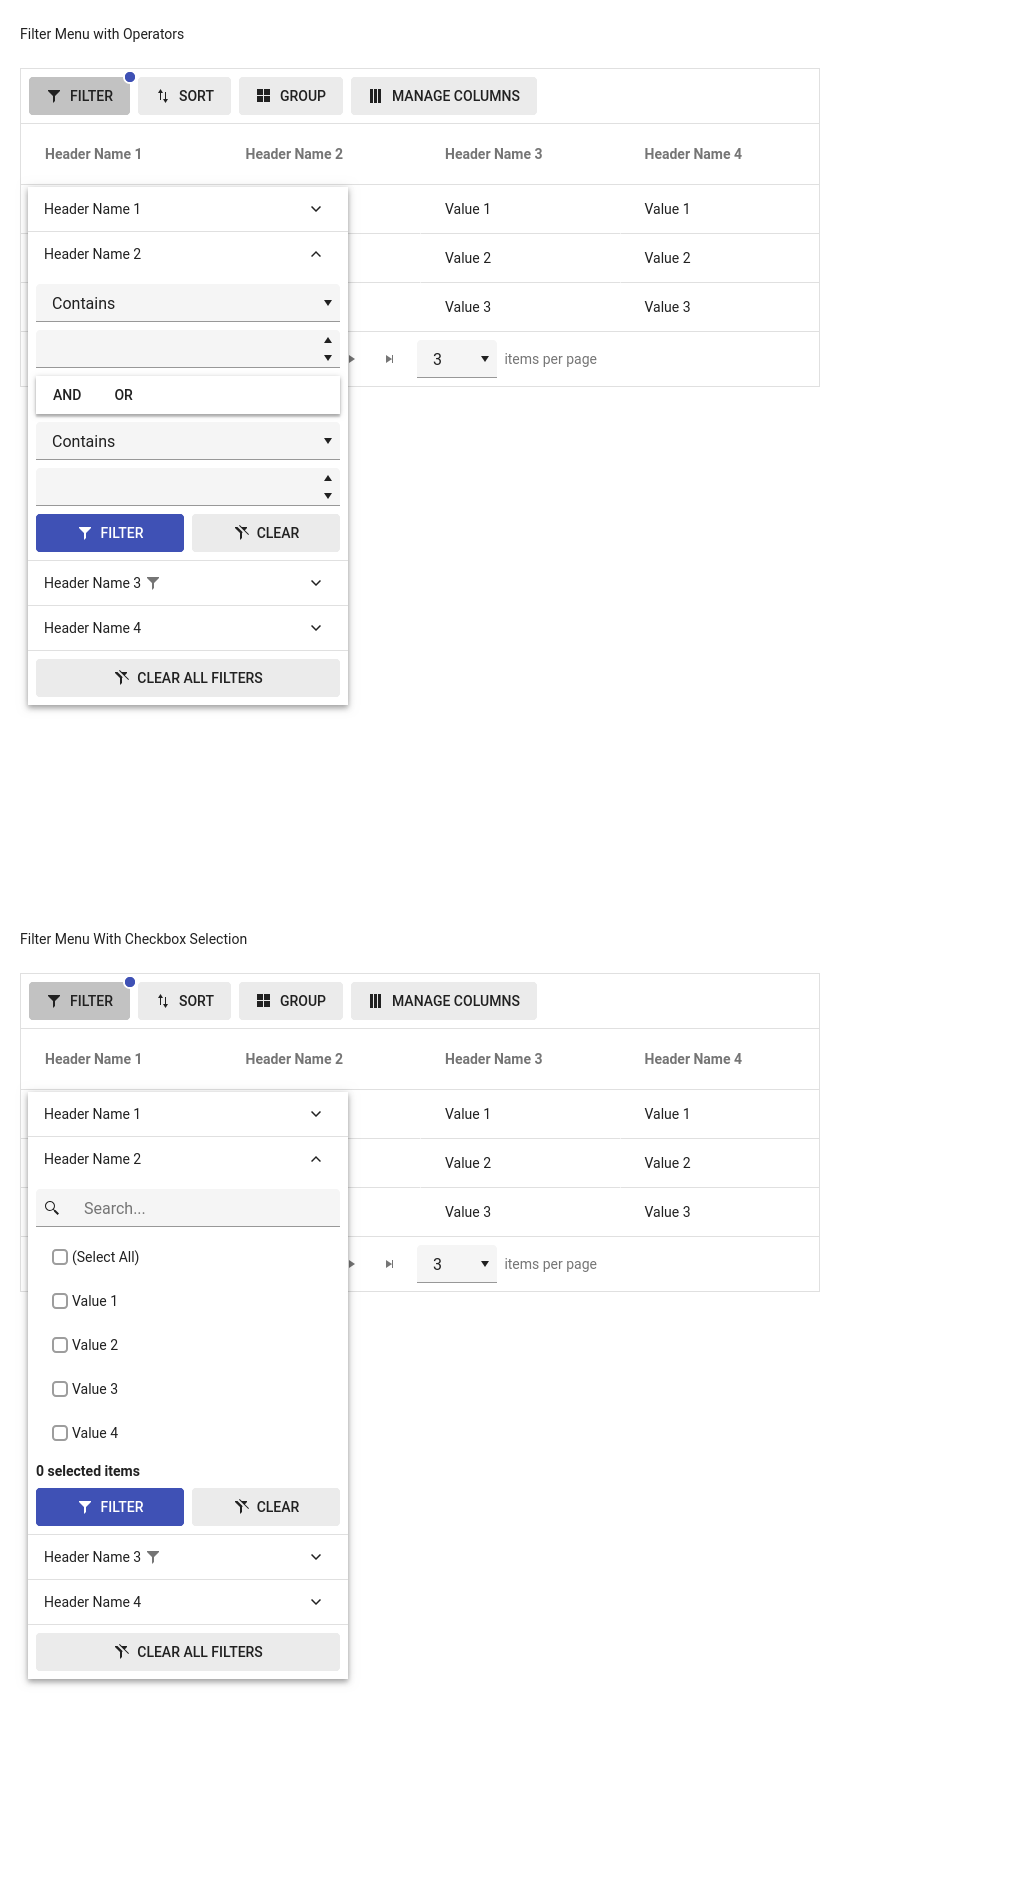 Filter Menu with Operators
FILTER SORT GROUP MANAGE COLUMNS
Header Name 1 Header Name 2 Header Name 3 Header Name 4
Header Name 1 Value 1 Value 1
Header Name 2 Value 2 Value 2
Contains Value 3 Value 3
3 items per page
AND OR
Contains
FILTER CLEAR
Header Name 3
Header Name 4
CLEAR ALL FILTERS
Filter Menu With Checkbox Selection
FILTER SORT GROUP MANAGE COLUMNS
Header Name 1 Header Name 2 Header Name 3 Header Name 4
Header Name 1 Value 1 Value 1
Header Name 2 Value 2 Value 2
Search... Value 3 Value 3
(Select All) 3 items per page
Value 1
Value 2
Value 3
Value 4
0 selected items
FILTER CLEAR
Header Name 3
Header Name 4
CLEAR ALL FILTERS